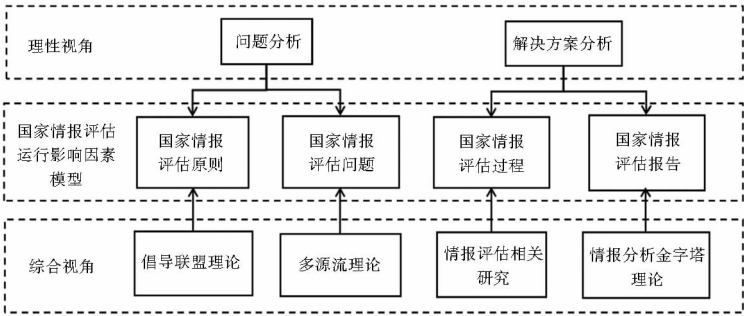 理性视角
问题分析
解决方案分析
国家情报评估
运行影响因素
模型
国家情报
评估原则
国家情报
评估问题
国家情报
评估过程
国家情报
评估报告
综合视角
倡导联盟理论
多源流理论
情报评估相关
研究
情报分析金字塔
理论